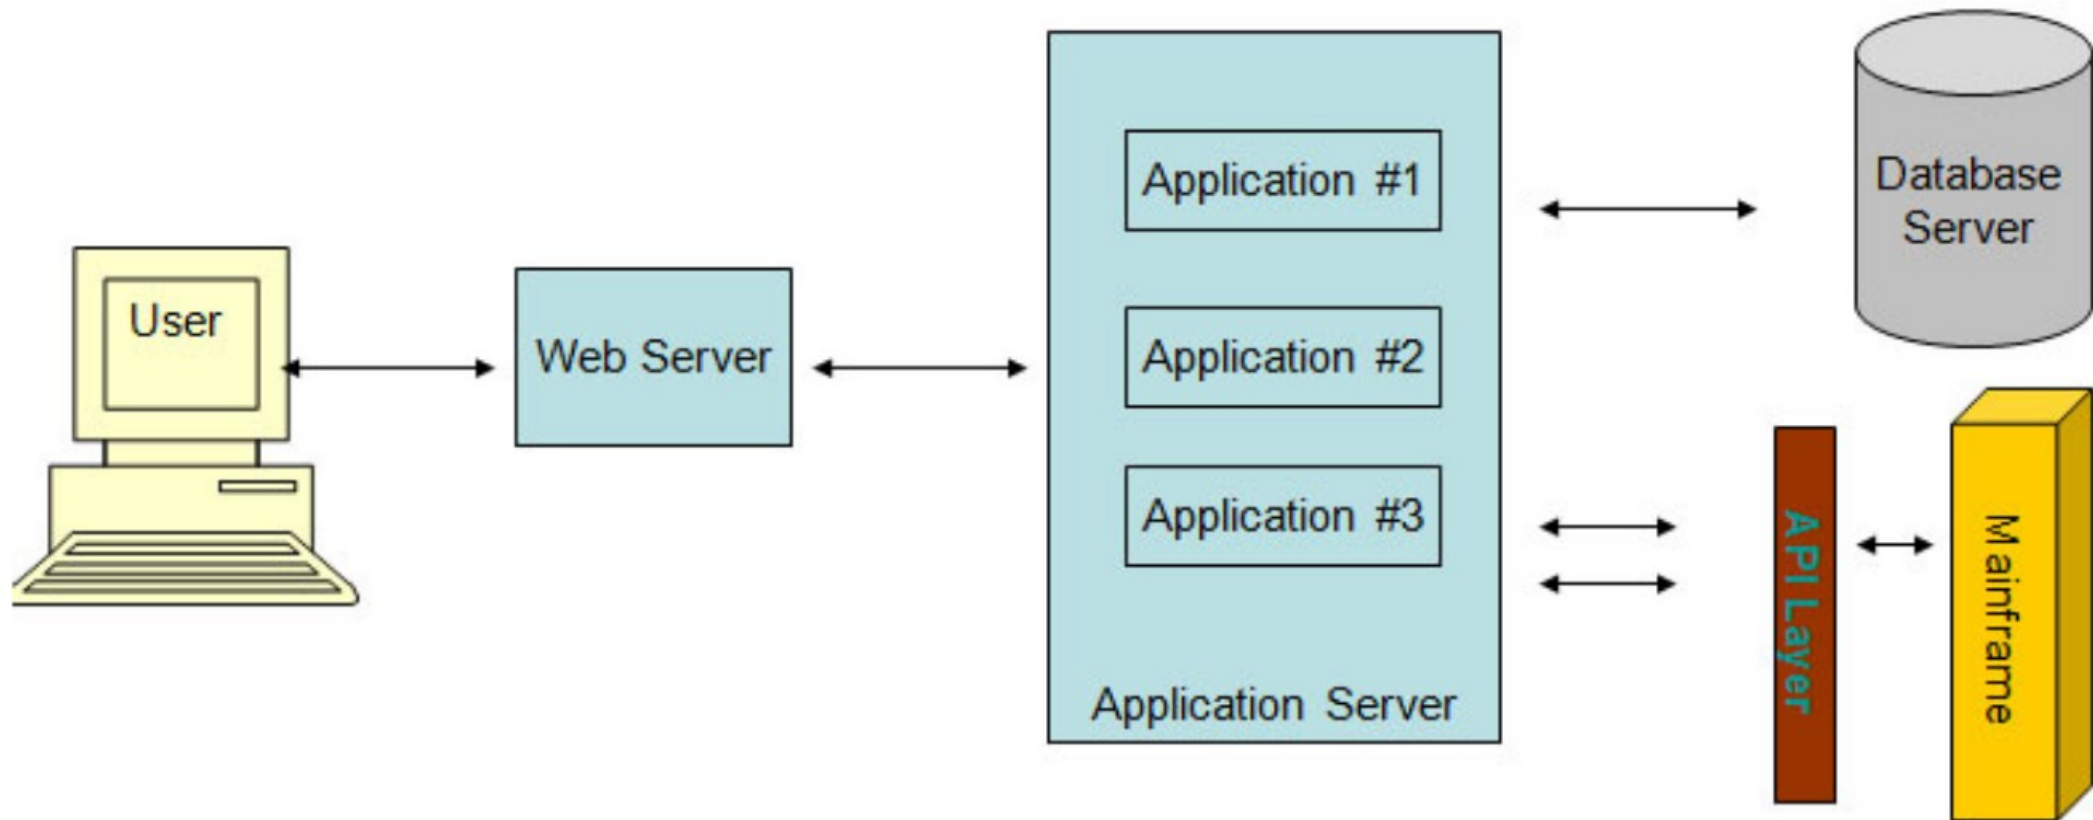 User
Web Server
Application #1
Application #2
Application #3
Application Server
Database
Server
API Layer
Mainframe